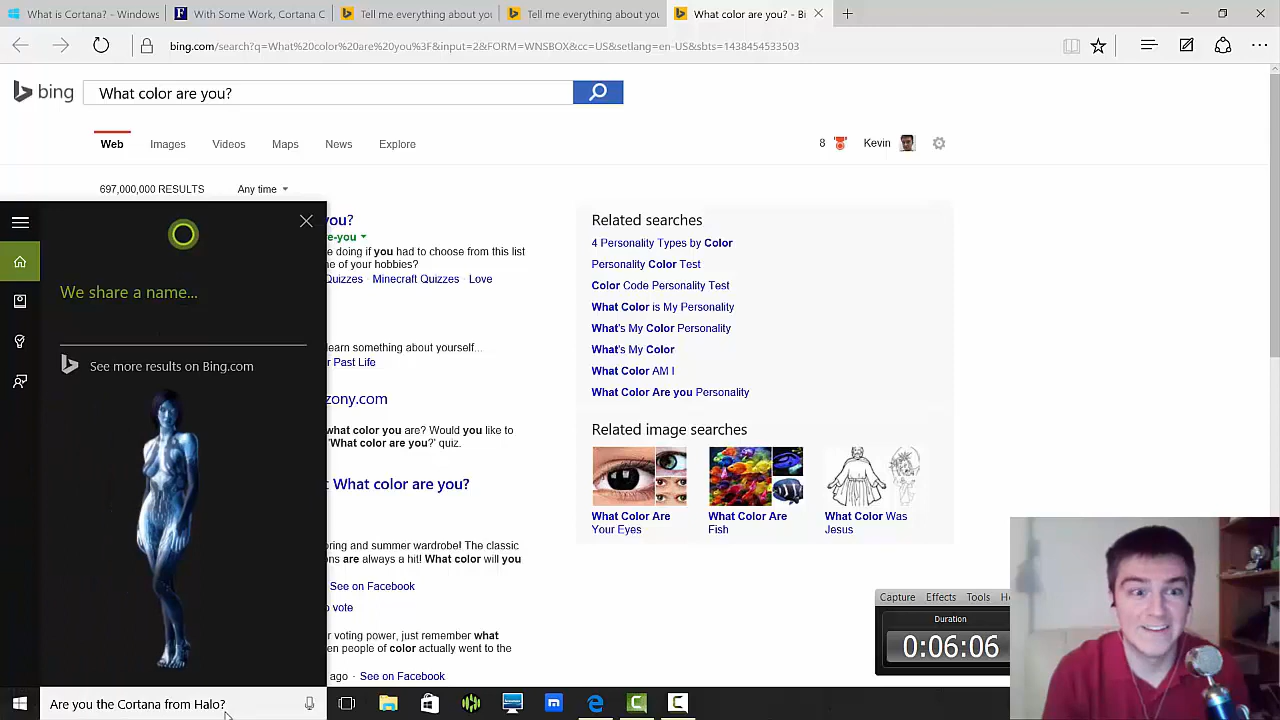 What is Cortana? - Windows
With Some Work, Cortana C
Tell me everything about you
Tell me everything about you
What color are you? - Bi
bing.com/search?q=What%20color%20are%20you%3F&input=2&FORM=WNSBOX&cc=US&setlang=en-US&sbts=1438454533503
bing
What color are you?
Web
Images
Videos
Maps
News
Explore
8
Kevin
697,000,000 RESULTS
Any time
We share a name...
See more results on Bing.com
you?
e-you
e doing if you had to choose from this list
ne of your hobbies?
Quizzes · Minecraft Quizzes · Love
earn something about yourself...
r Past Life
zony.com
what color you are? Would you like to
'What color are you?' quiz.
: What color are you?
oring and summer wardrobe! The classic
ons are always a hit! What color will you
See on Facebook
o vote
r voting power, just remember what
en people of color actually went to the
ago · See on Facebook
Related searches
4 Personality Types by Color
Personality Color Test
Color Code Personality Test
What Color is My Personality
What's My Color Personality
What's My Color
What Color AM I
What Color Are you Personality
Related image searches
What Color Are
Your Eyes
What Color Are
Fish
What Color Was
Jesus
Capture Effects Tools He
Duration
0:06:06
Are you the Cortana from Halo?